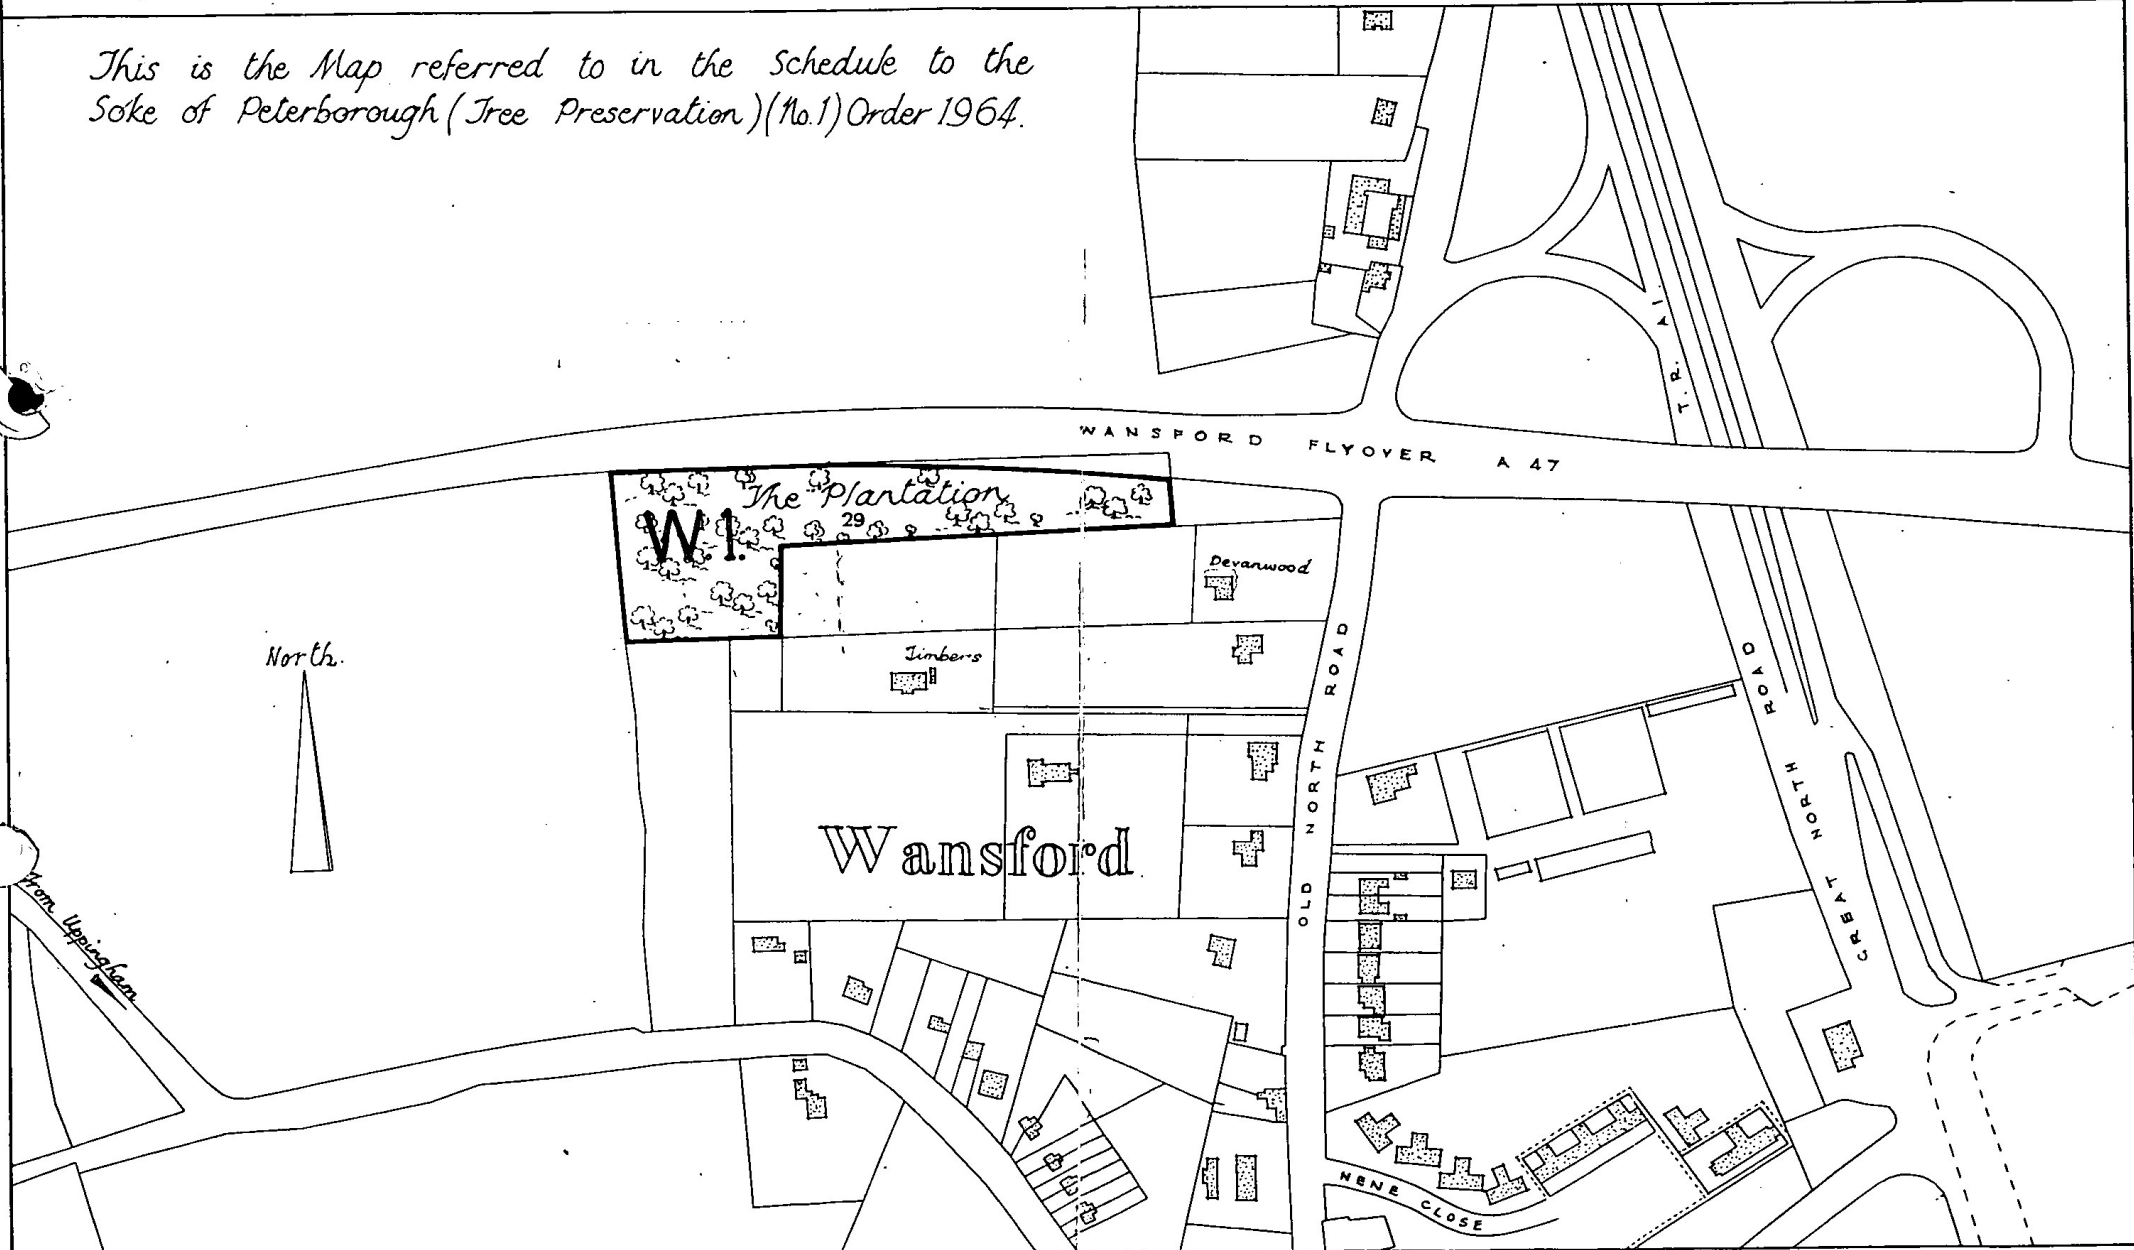 This is the Map referred to in the Schedule to the
Soke of Peterborough (Tree Preservation) (No.1) Order 1964.
T.R. A1.
WANSFORD FLYOVER A 47
The Plantation
29
W.1.
Devanwood
Timbers
North.
OLD NORTH ROAD
GREAT NORTH ROAD
Wansford
From Uppingham
NENE CLOSE